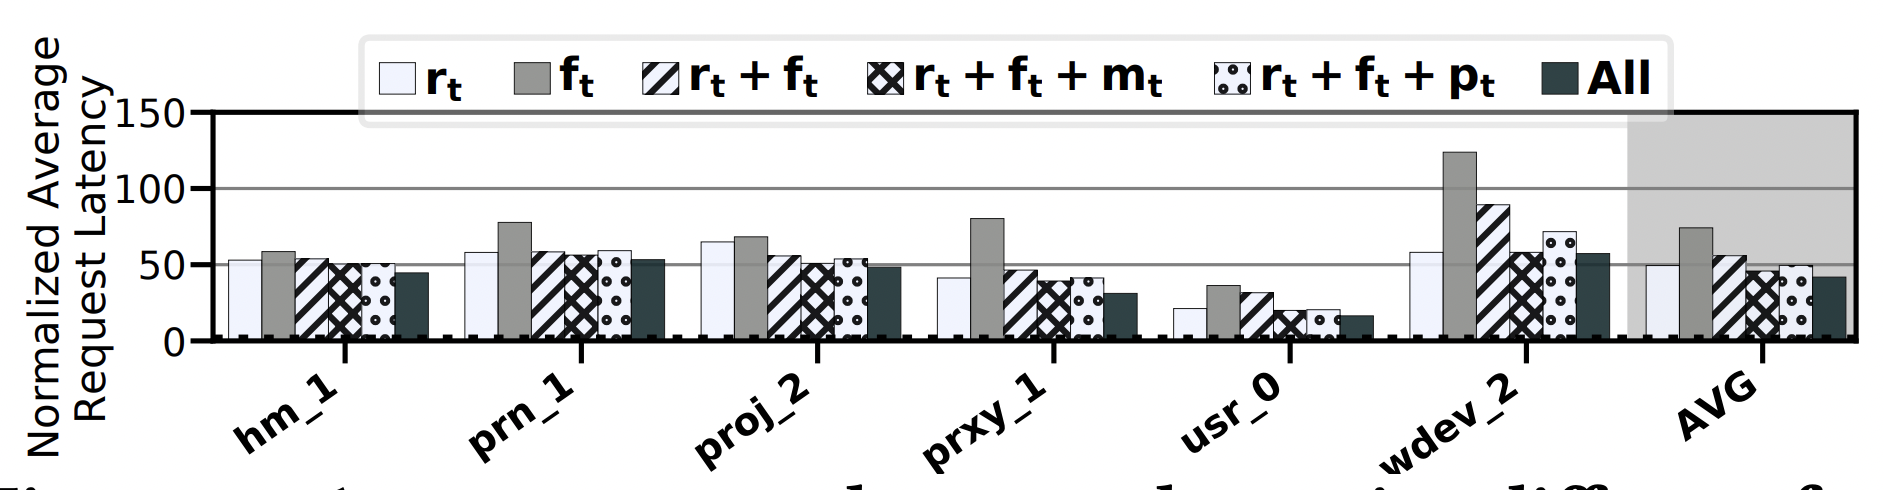 Normalized Average
Request Latency
r_t f_t r_t + f_t r_t + f_t + m_t r_t + f_t + p_t All
150
100
50
0
hm_1 prn_1 proj_2 prxy_1 usr_0 wdev_2 AVG